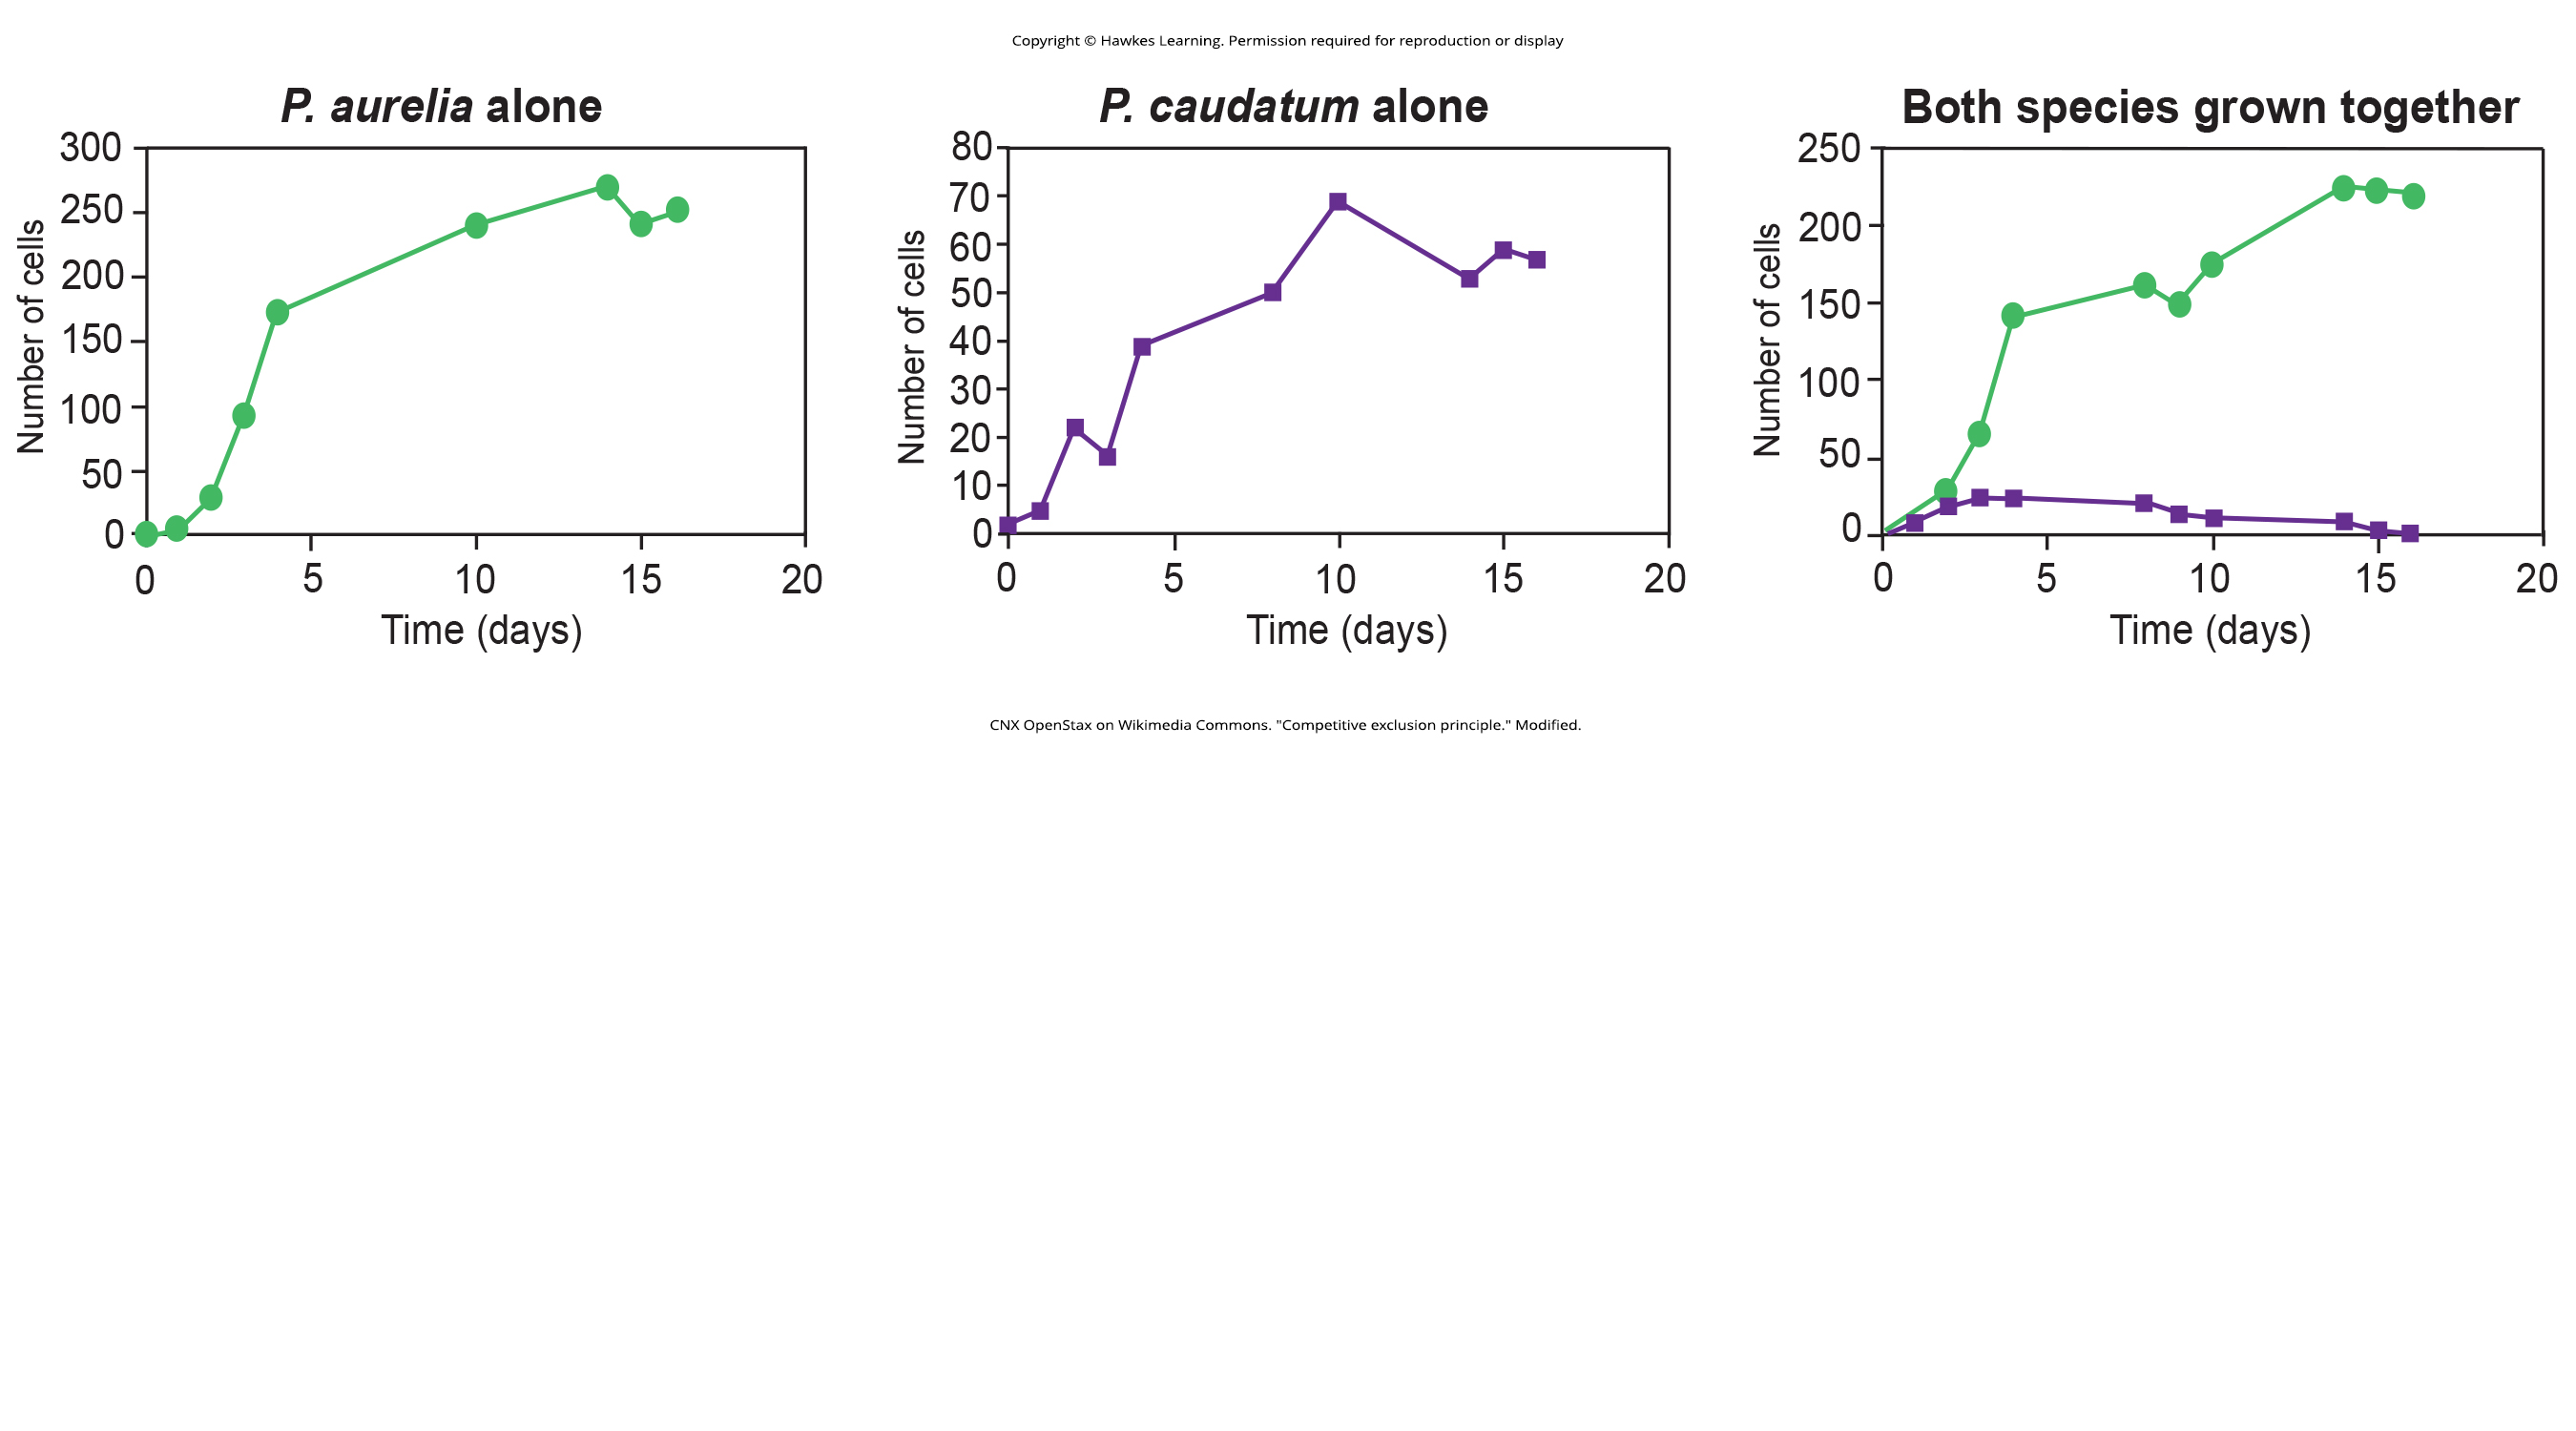 Copyright © Hawkes Learning. Permission required for reproduction or display
P. aurelia alone
300
250
200
150
100
50
0
Number of cells
0 5 10 15 20
Time (days)
P. caudatum alone
80
70
60
50
40
30
20
10
0
Number of cells
0 5 10 15 20
Time (days)
Both species grown together
250
200
150
100
50
0
Number of cells
0 5 10 15 20
Time (days)
CNX OpenStax on Wikimedia Commons. "Competitive exclusion principle." Modified.